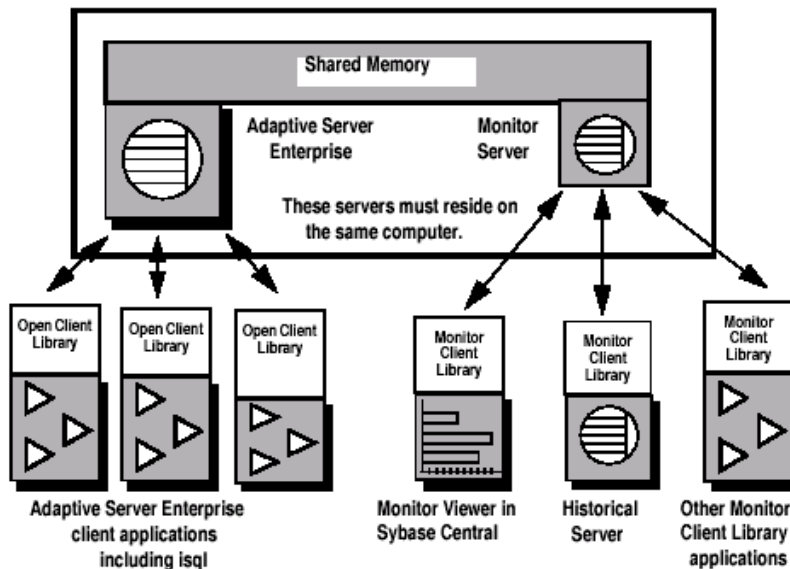 Shared Memory
Adaptive Server
Enterprise
Monitor
Server
These servers must reside on
the same computer.
Open Client
Library
Open Client
Library
Open Client
Library
Monitor
Client
Library
Monitor
Client
Library
Monitor
Client
Library
Adaptive Server Enterprise
client applications
including isql
Monitor Viewer in
Sybase Central
Historical
Server
Other Monitor
Client Library
applications